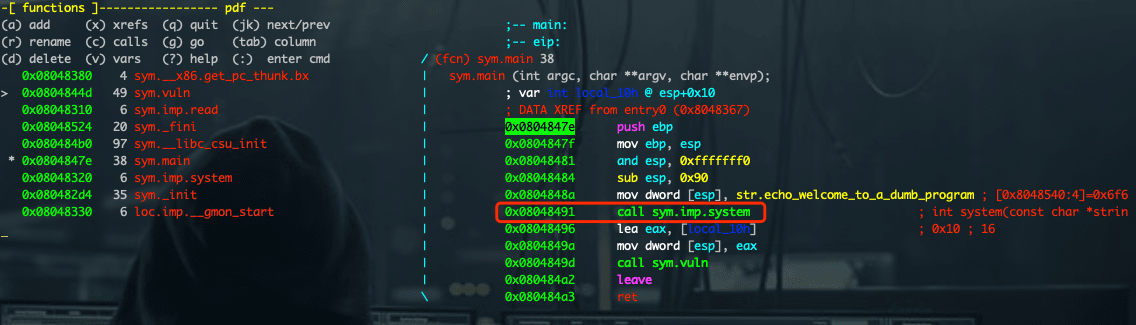 -[ functions ]----------------- pdf ---
(a) add     (x) xrefs  (q) quit  (jk) next/prev
(r) rename  (c) calls  (g) go    (tab) column
(d) delete  (v) vars   (?) help  (:)  enter cmd
   0x08048380    4 sym.__x86.get_pc_thunk.bx
>  0x0804844d   49 sym.vuln
   0x08048310    6 sym.imp.read
   0x08048524   20 sym._fini
   0x080484b0   97 sym.__libc_csu_init
 * 0x0804847e   38 sym.main
   0x08048320    6 sym.imp.system
   0x080482d4   35 sym._init
   0x08048330    6 loc.imp.__gmon_start
_
;-- main:
;-- eip:
/ (fcn) sym.main 38
|   sym.main (int argc, char **argv, char **envp);
|           ; var int local_10h @ esp+0x10
|           ; DATA XREF from entry0 (0x8048367)
|           0x0804847e      push ebp
|           0x0804847f      mov ebp, esp
|           0x08048481      and esp, 0xfffffff0
|           0x08048484      sub esp, 0x90
|           0x0804848a      mov dword [esp], str.echo_welcome_to_a_dumb_program ; [0x8048540:4]=0x6f6
|           0x08048491      call sym.imp.system         ; int system(const char *strin
|           0x08048496      lea eax, [local_10h]        ; 0x10 ; 16
|           0x0804849a      mov dword [esp], eax
|           0x0804849d      call sym.vuln
|           0x080484a2      leave
\           0x080484a3      ret